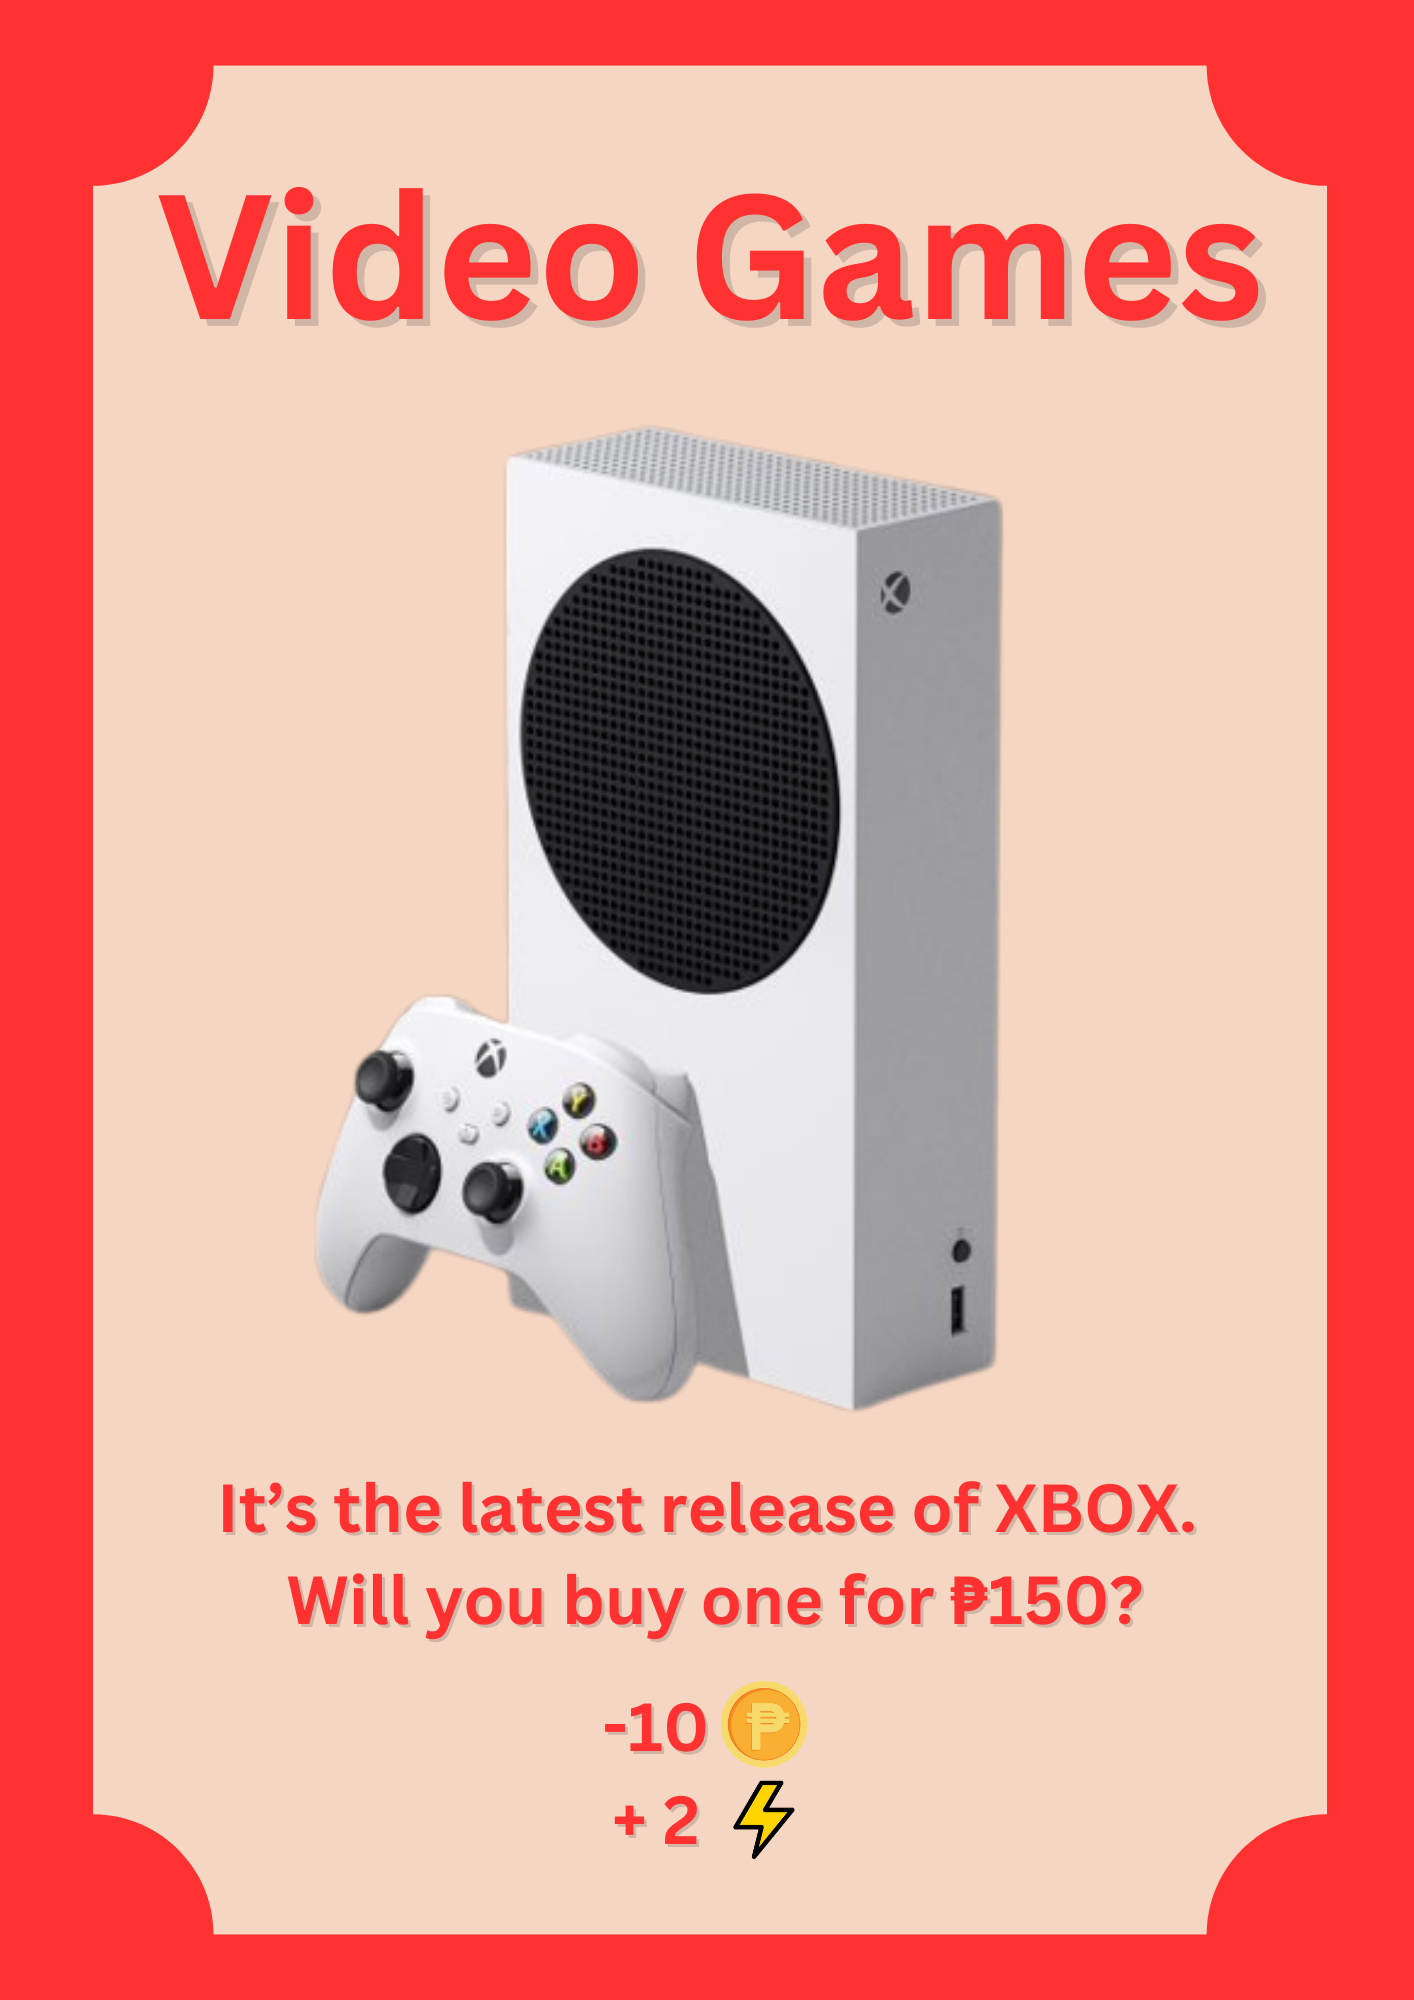 Video Games
Y
X
B
A
It’s the latest release of XBOX.
Will you buy one for ₱150?
-10 ₱
+ 2